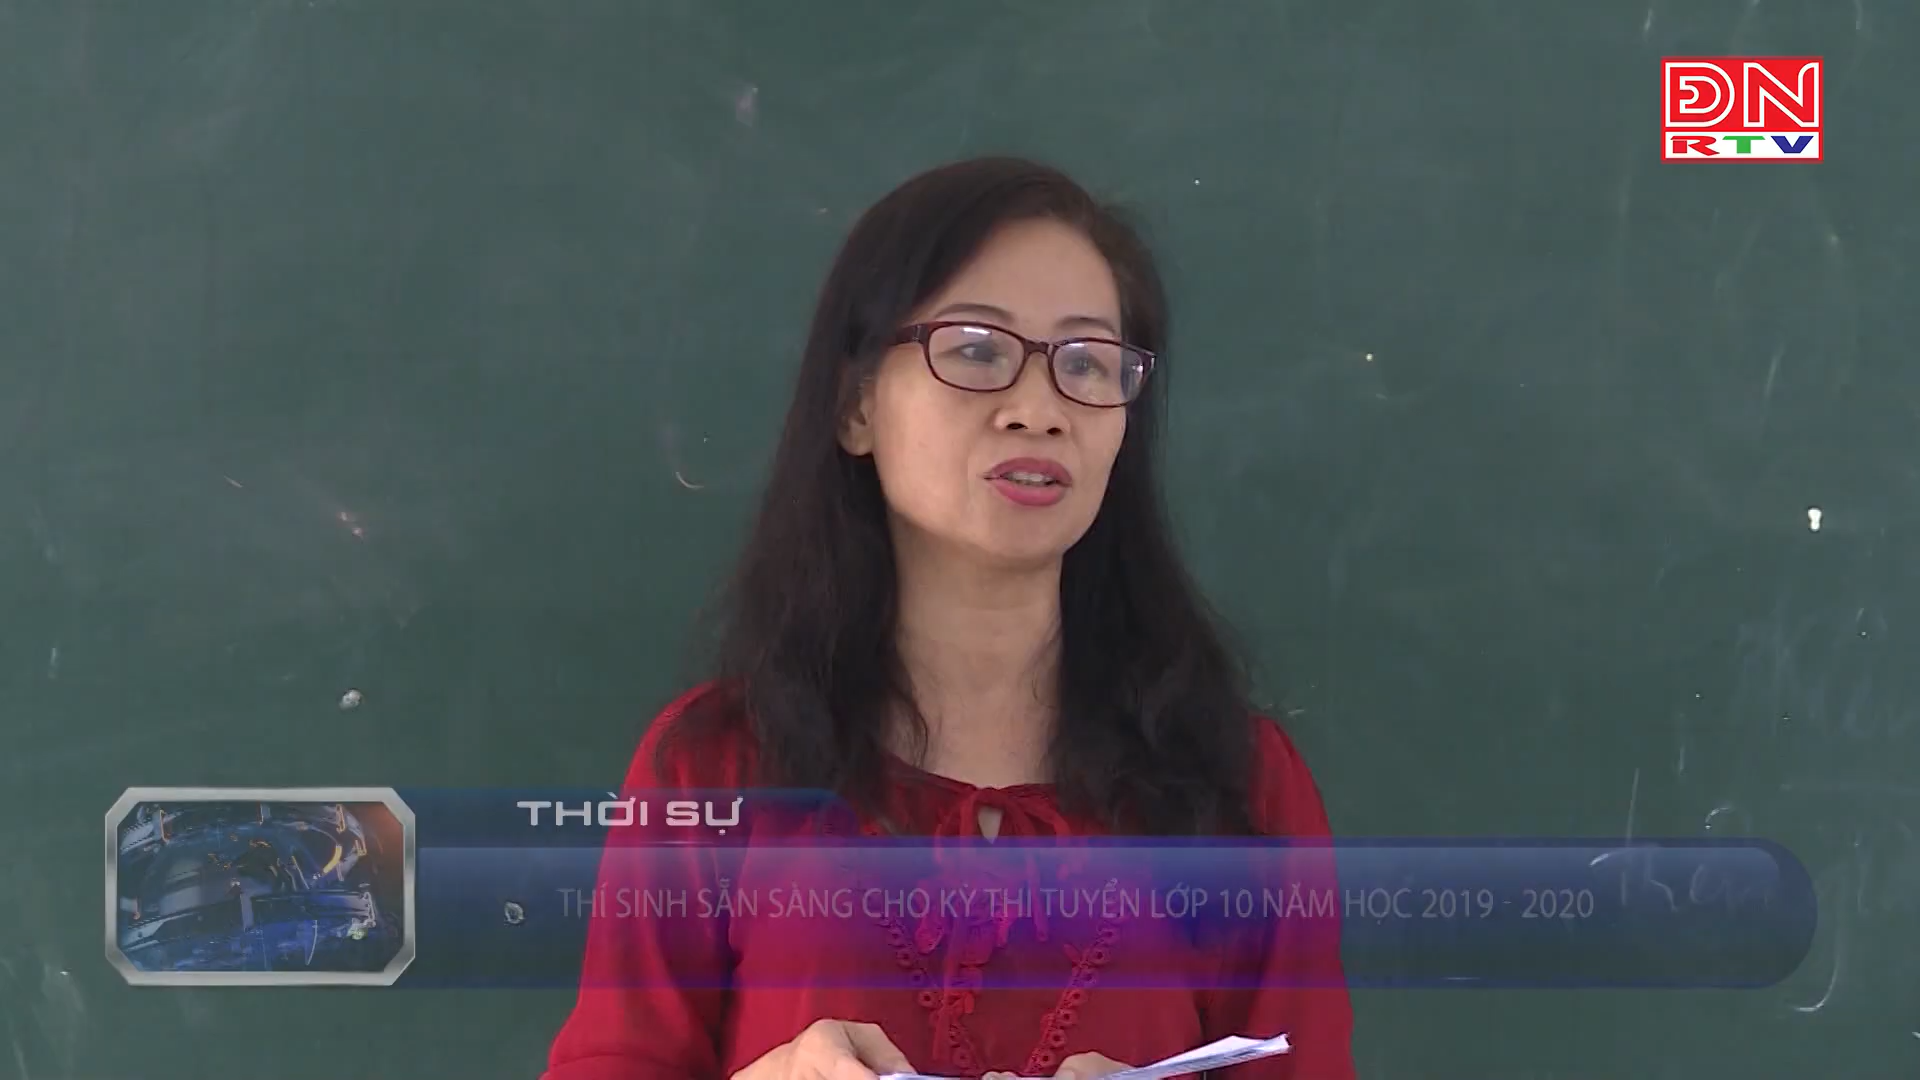 ĐN
RTV
THỜI SỰ
THÍ SINH SẴN SÀNG CHO KỲ THI TUYỂN LỚP 10 NĂM HỌC 2019 - 2020